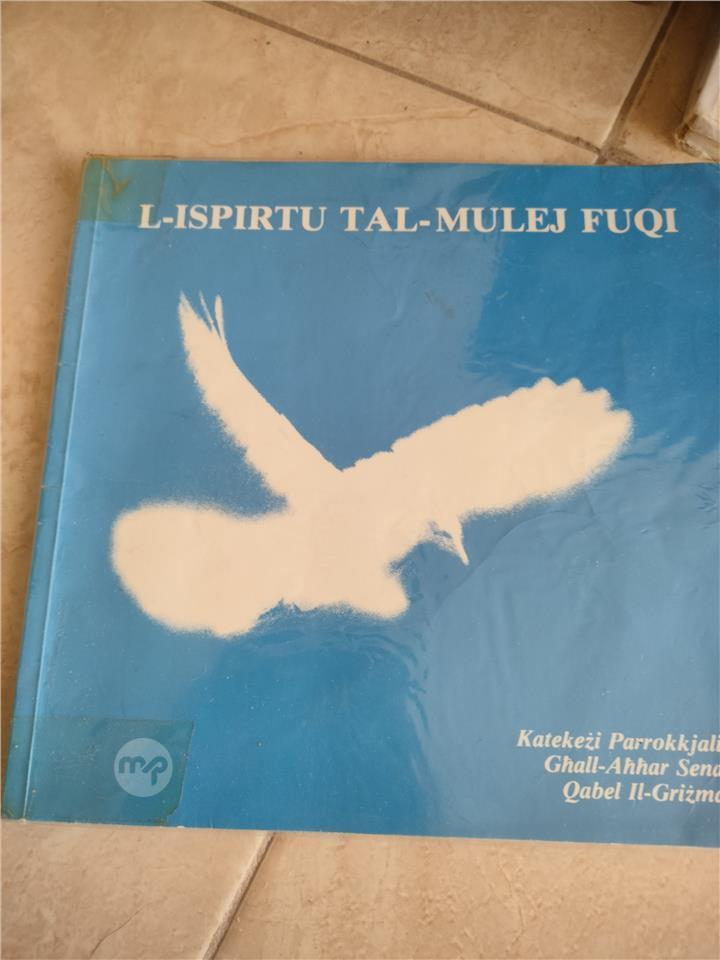 L-ISPIRTU TAL-MULEJ FUQI
Katekeżi Parrokkjali
Għall-Aħħar Sena
Qabel Il-Griżma
mp